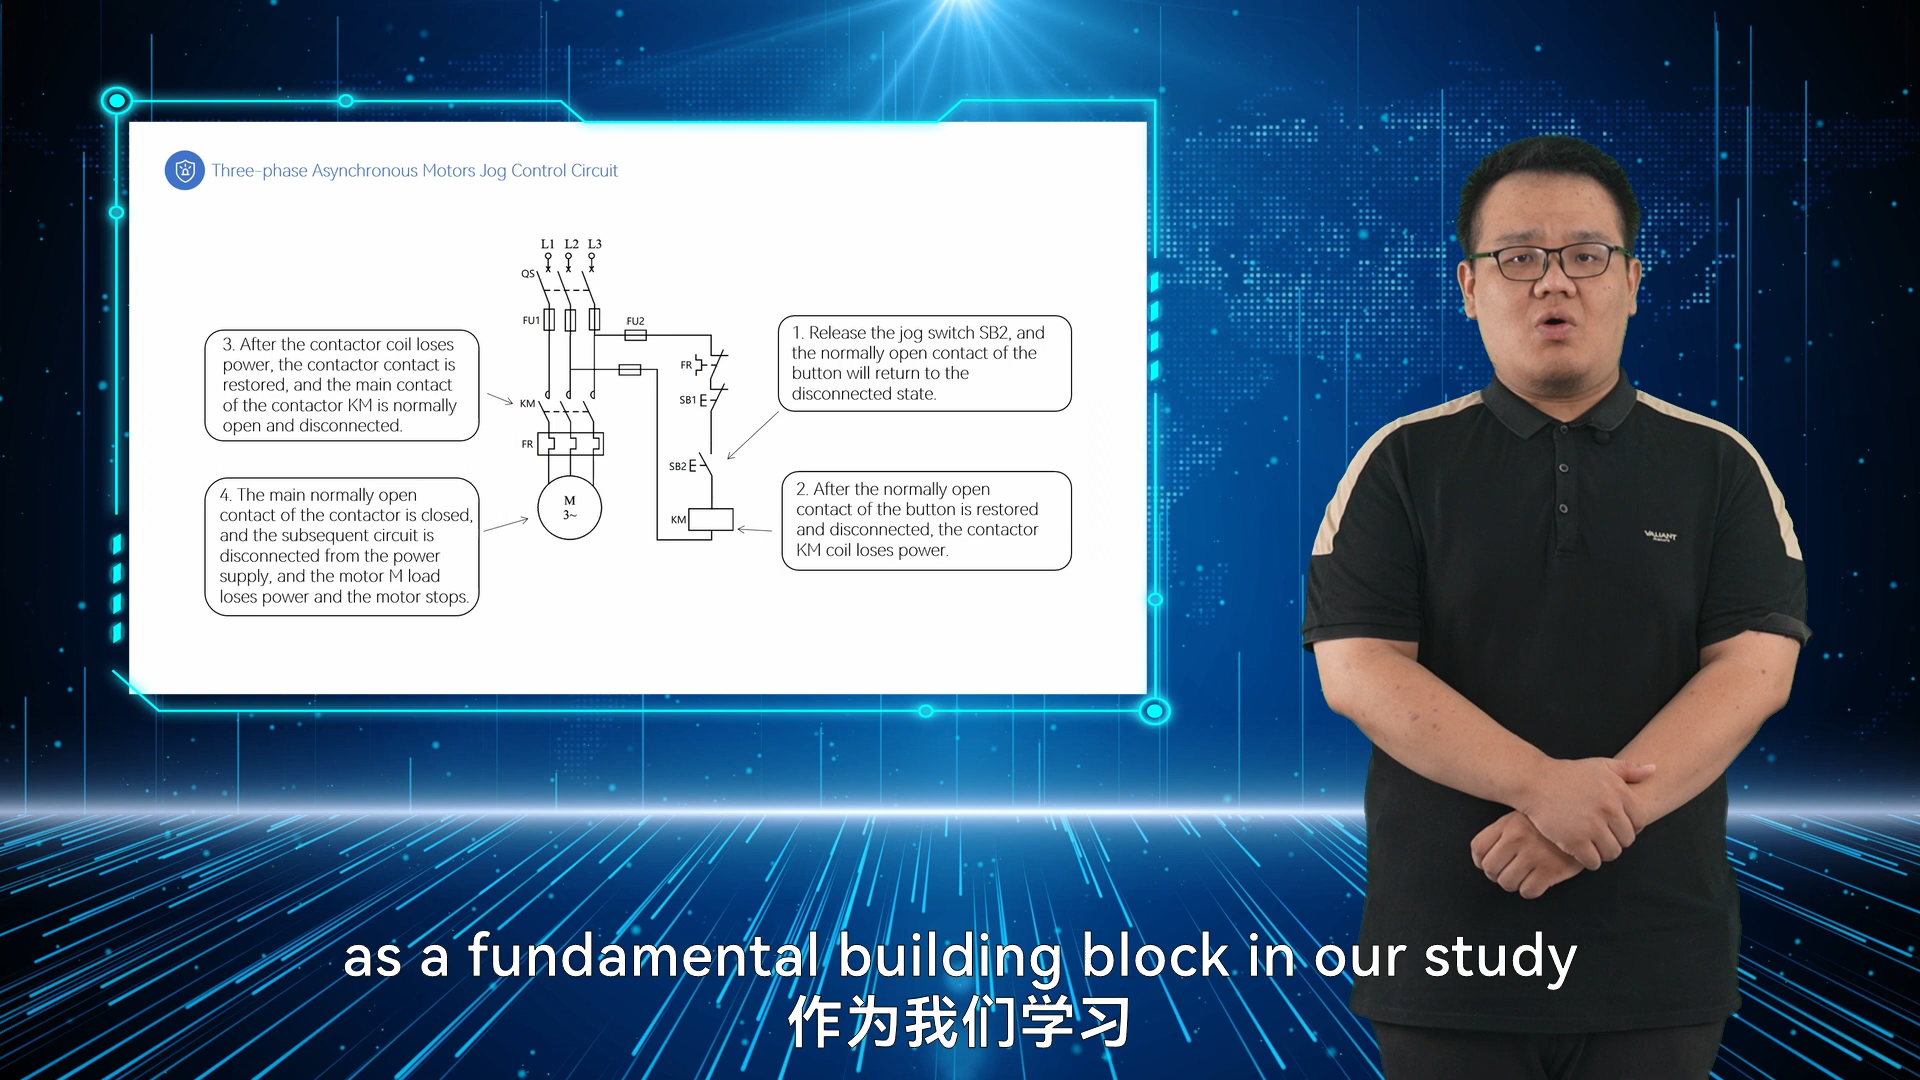 Three-phase Asynchronous Motors Jog Control Circuit
L1 L2 L3
QS
FU1
FU2
FR
SB1
KM
FR
SB2
M
3~
KM
3. After the contactor coil loses
power, the contactor contact is
restored, and the main contact
of the contactor KM is normally
open and disconnected.
1. Release the jog switch SB2, and
the normally open contact of the
button will return to the
disconnected state.
4. The main normally open
contact of the contactor is closed,
and the subsequent circuit is
disconnected from the power
supply, and the motor M load
loses power and the motor stops.
2. After the normally open
contact of the button is restored
and disconnected, the contactor
KM coil loses power.
VALIANT
as a fundamental building block in our study
作为我们学习